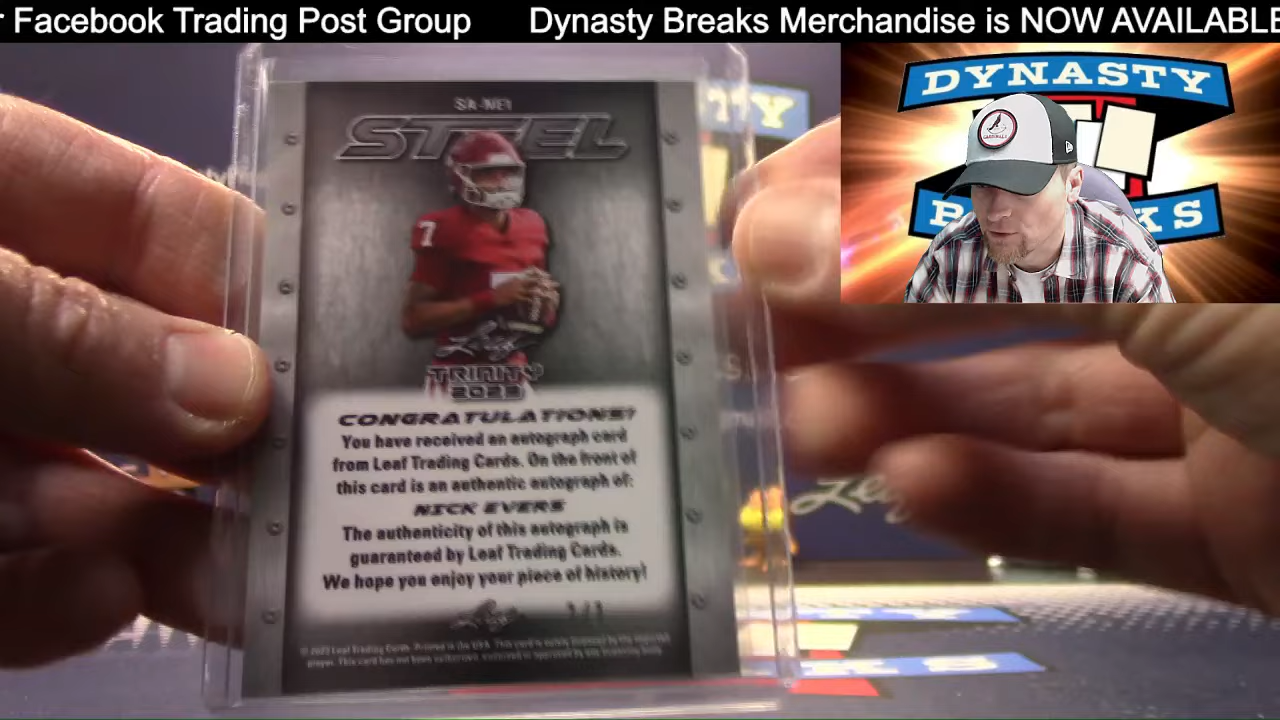 r Facebook Trading Post Group Dynasty Breaks Merchandise is NOW AVAILABLE
DYNASTY
SA-NE1
STEEL
7
Leaf
TRINITY
2023
CONGRATULATIONS!
You have received an autograph card
from Leaf Trading Cards. On the front of
this card is an authentic autograph of:
NICK EVERS
The authenticity of this autograph is
guaranteed by Leaf Trading Cards.
We hope you enjoy your piece of history!
Leaf